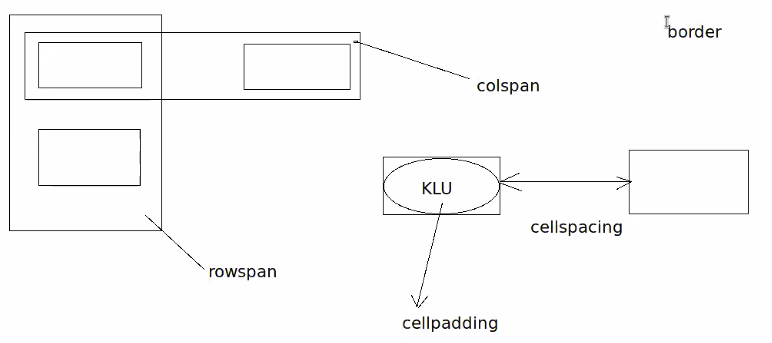 border
colspan
KLU
cellspacing
rowspan
cellpadding